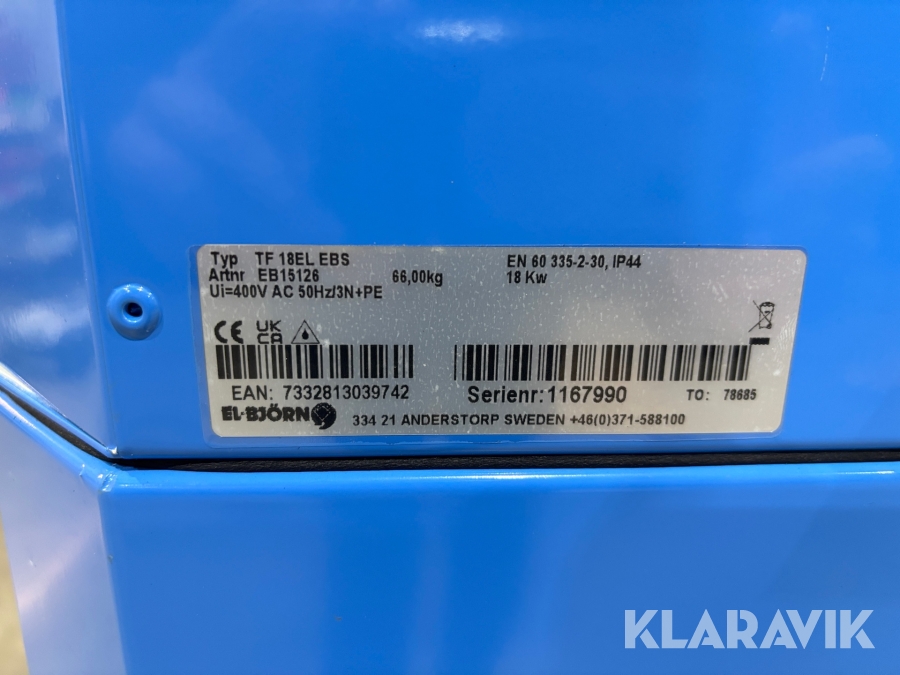 Typ TF 18EL EBS EN 60 335-2-30, IP44
Artnr EB15126 66,00kg 18 Kw
Ui=400V AC 50Hz/3N+PE
CE UK CA
EAN: 7332813039742 Serienr:1167990 TO: 78685
EL-BJÖRN 334 21 ANDERSTORP SWEDEN +46(0)371-588100
KLARAVIK